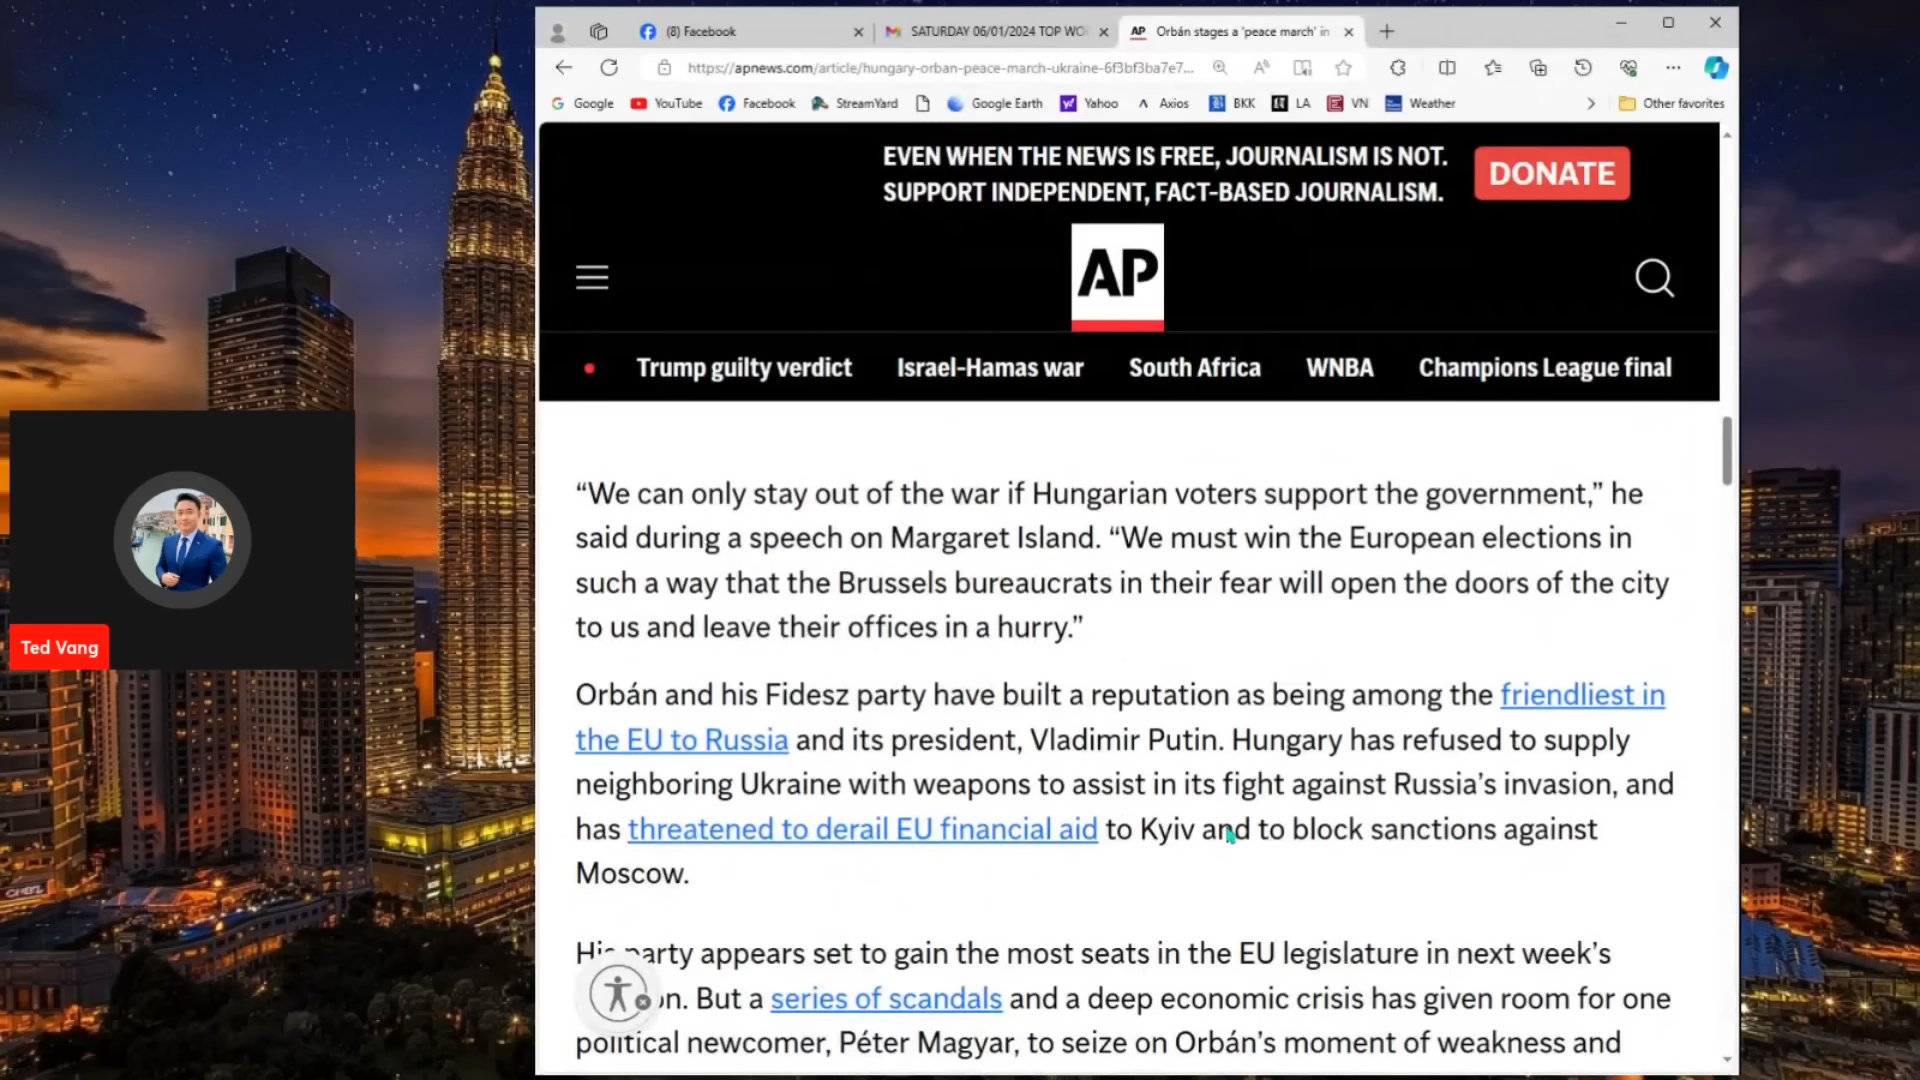 (8) Facebook
SATURDAY 06/01/2024 TOP WO
AP Orbán stages a 'peace march' in
https://apnews.com/article/hungary-orban-peace-march-ukraine-6f3bf3ba7e7...
Google YouTube Facebook StreamYard Google Earth Yahoo Axios BKK LA VN Weather Other favorites
EVEN WHEN THE NEWS IS FREE, JOURNALISM IS NOT.
SUPPORT INDEPENDENT, FACT-BASED JOURNALISM.
DONATE
AP
Trump guilty verdict Israel-Hamas war South Africa WNBA Champions League final
“We can only stay out of the war if Hungarian voters support the government,” he
said during a speech on Margaret Island. “We must win the European elections in
such a way that the Brussels bureaucrats in their fear will open the doors of the city
to us and leave their offices in a hurry.”
Orbán and his Fidesz party have built a reputation as being among the friendliest in
the EU to Russia and its president, Vladimir Putin. Hungary has refused to supply
neighboring Ukraine with weapons to assist in its fight against Russia’s invasion, and
has threatened to derail EU financial aid to Kyiv and to block sanctions against
Moscow.
His party appears set to gain the most seats in the EU legislature in next week’s
on. But a series of scandals and a deep economic crisis has given room for one
political newcomer, Péter Magyar, to seize on Orbán’s moment of weakness and
Ted Vang